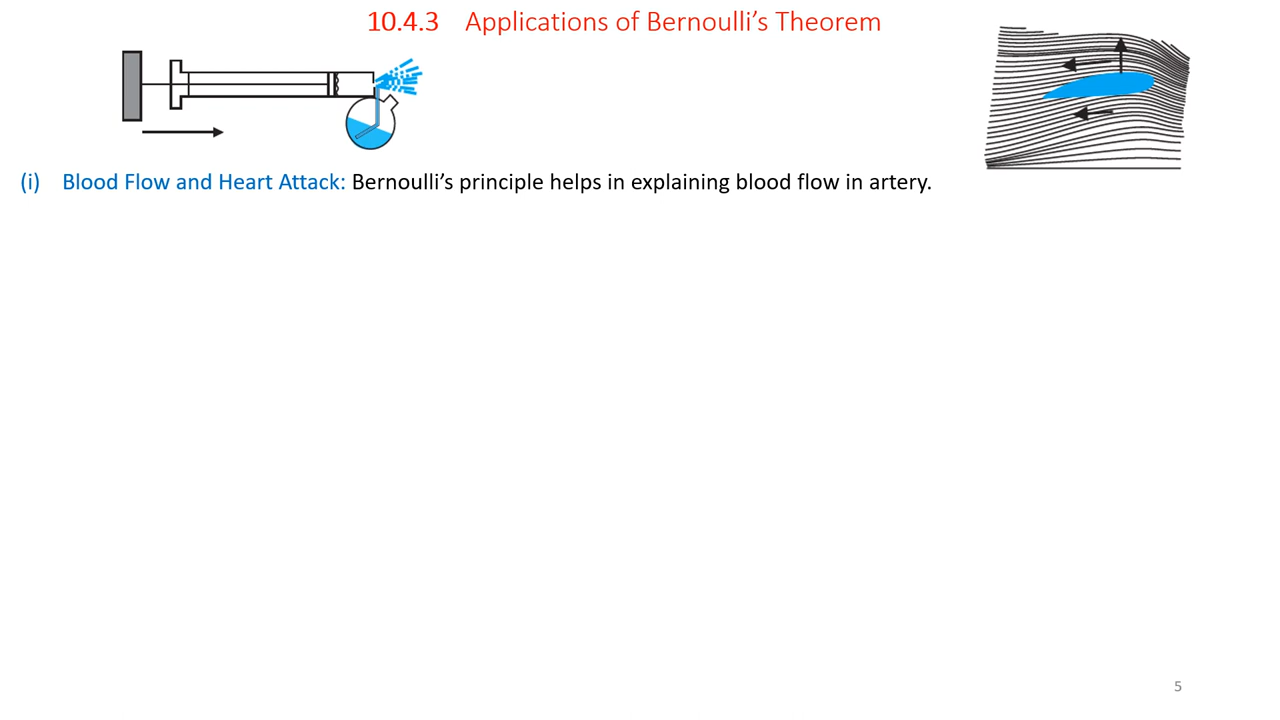 10.4.3 Applications of Bernoulli’s Theorem
(i) Blood Flow and Heart Attack: Bernoulli’s principle helps in explaining blood flow in artery.
5